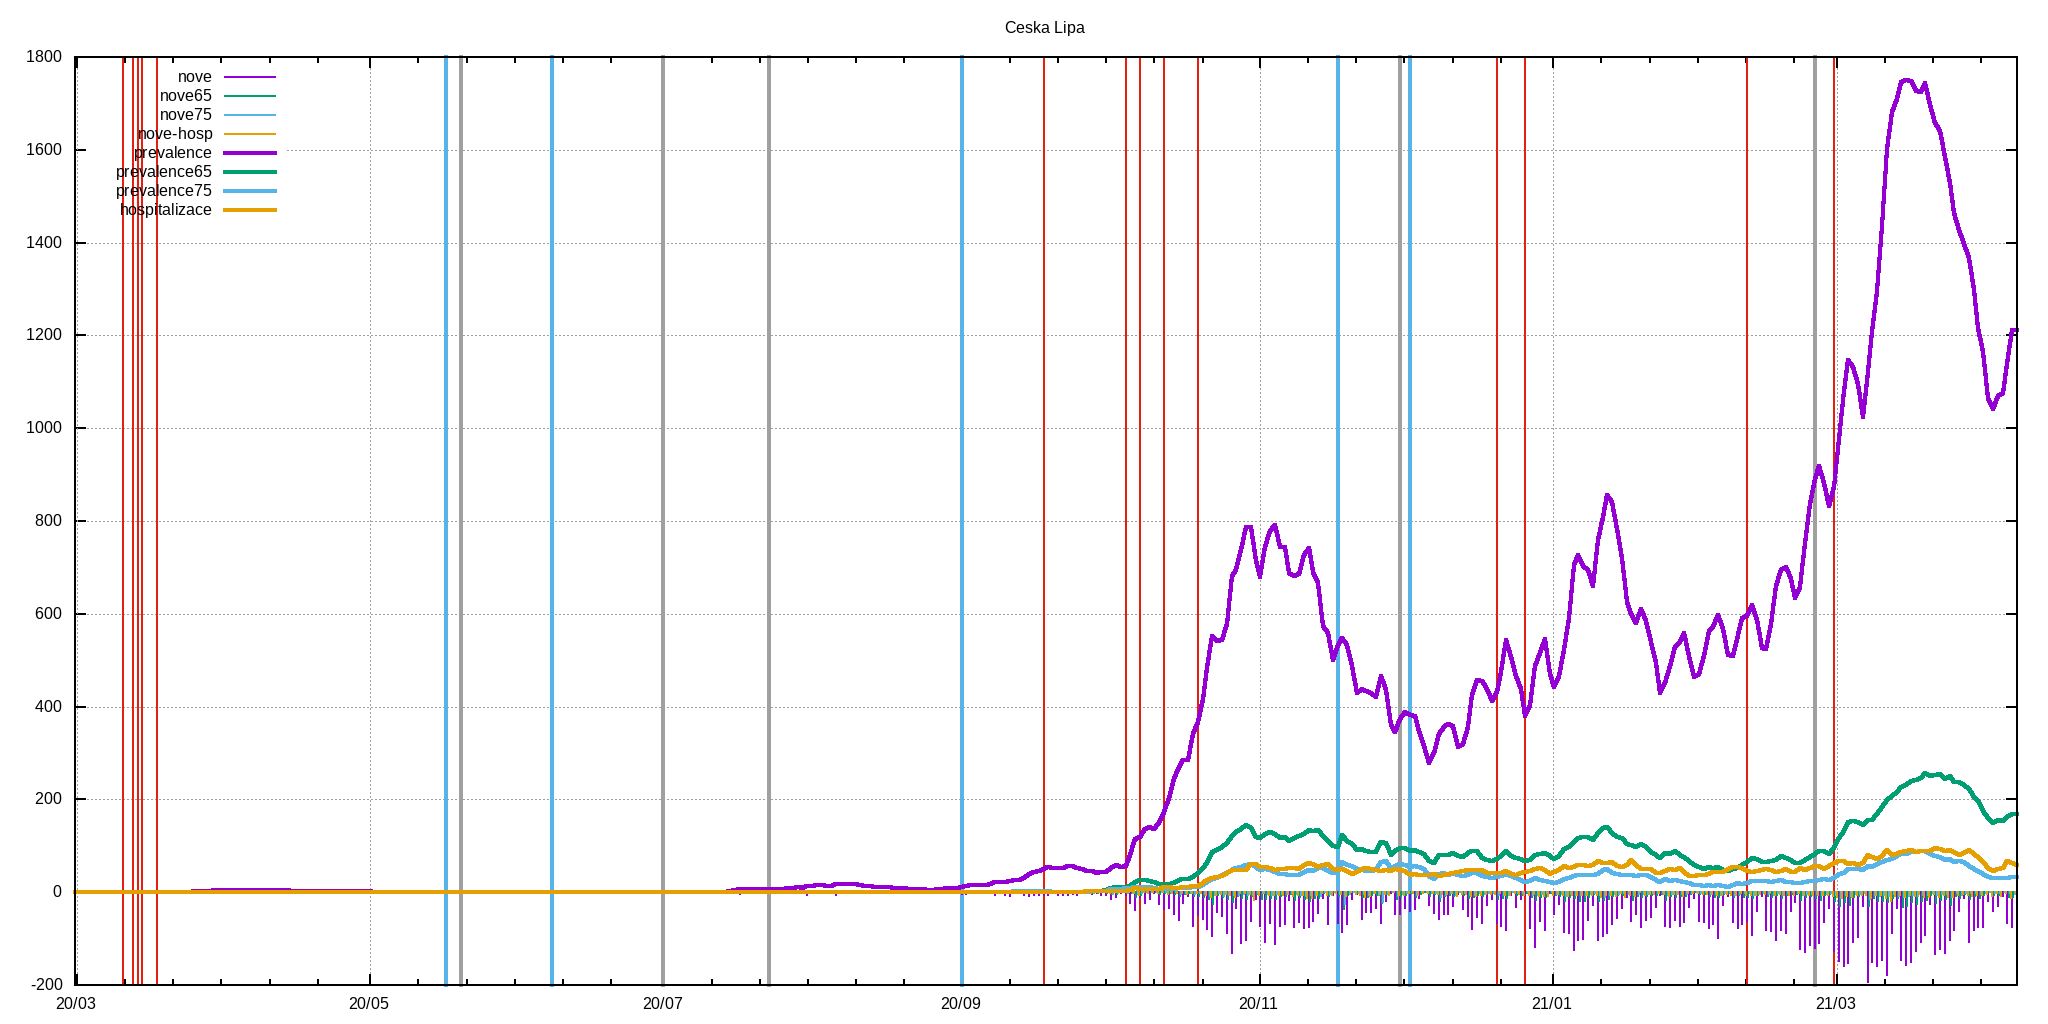 Ceska Lipa
1800
1600
1400
1200
1000
800
600
400
200
0
-200
nove
nove65
nove75
nove-hosp
prevalence
prevalence65
prevalence75
hospitalizace
20/03 20/05 20/07 20/09 20/11 21/01 21/03